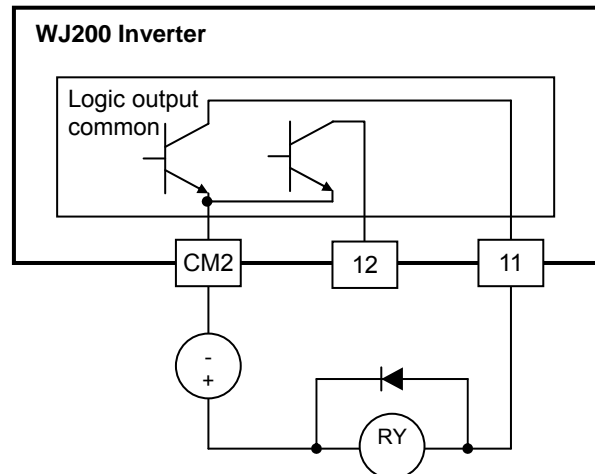 WJ200 Inverter
Logic output
common
CM2
12
11
-
+
RY